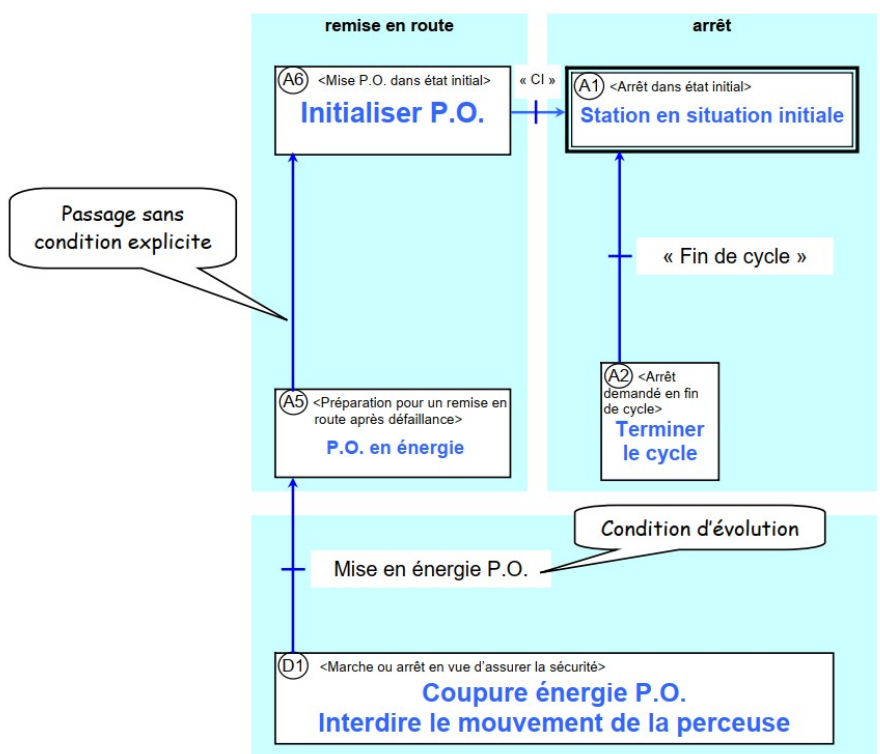 remise en route
arrêt
A6 <Mise P.O. dans état initial>
Initialiser P.O.
« CI »
A1 <Arrêt dans état initial>
Station en situation initiale
Passage sans
condition explicite
« Fin de cycle »
A5 <Préparation pour un remise en
route après défaillance>
P.O. en énergie
A2 <Arrêt
demandé en fin
de cycle>
Terminer
le cycle
Condition d'évolution
Mise en énergie P.O.
D1 <Marche ou arrêt en vue d'assurer la sécurité>
Coupure énergie P.O.
Interdire le mouvement de la perceuse